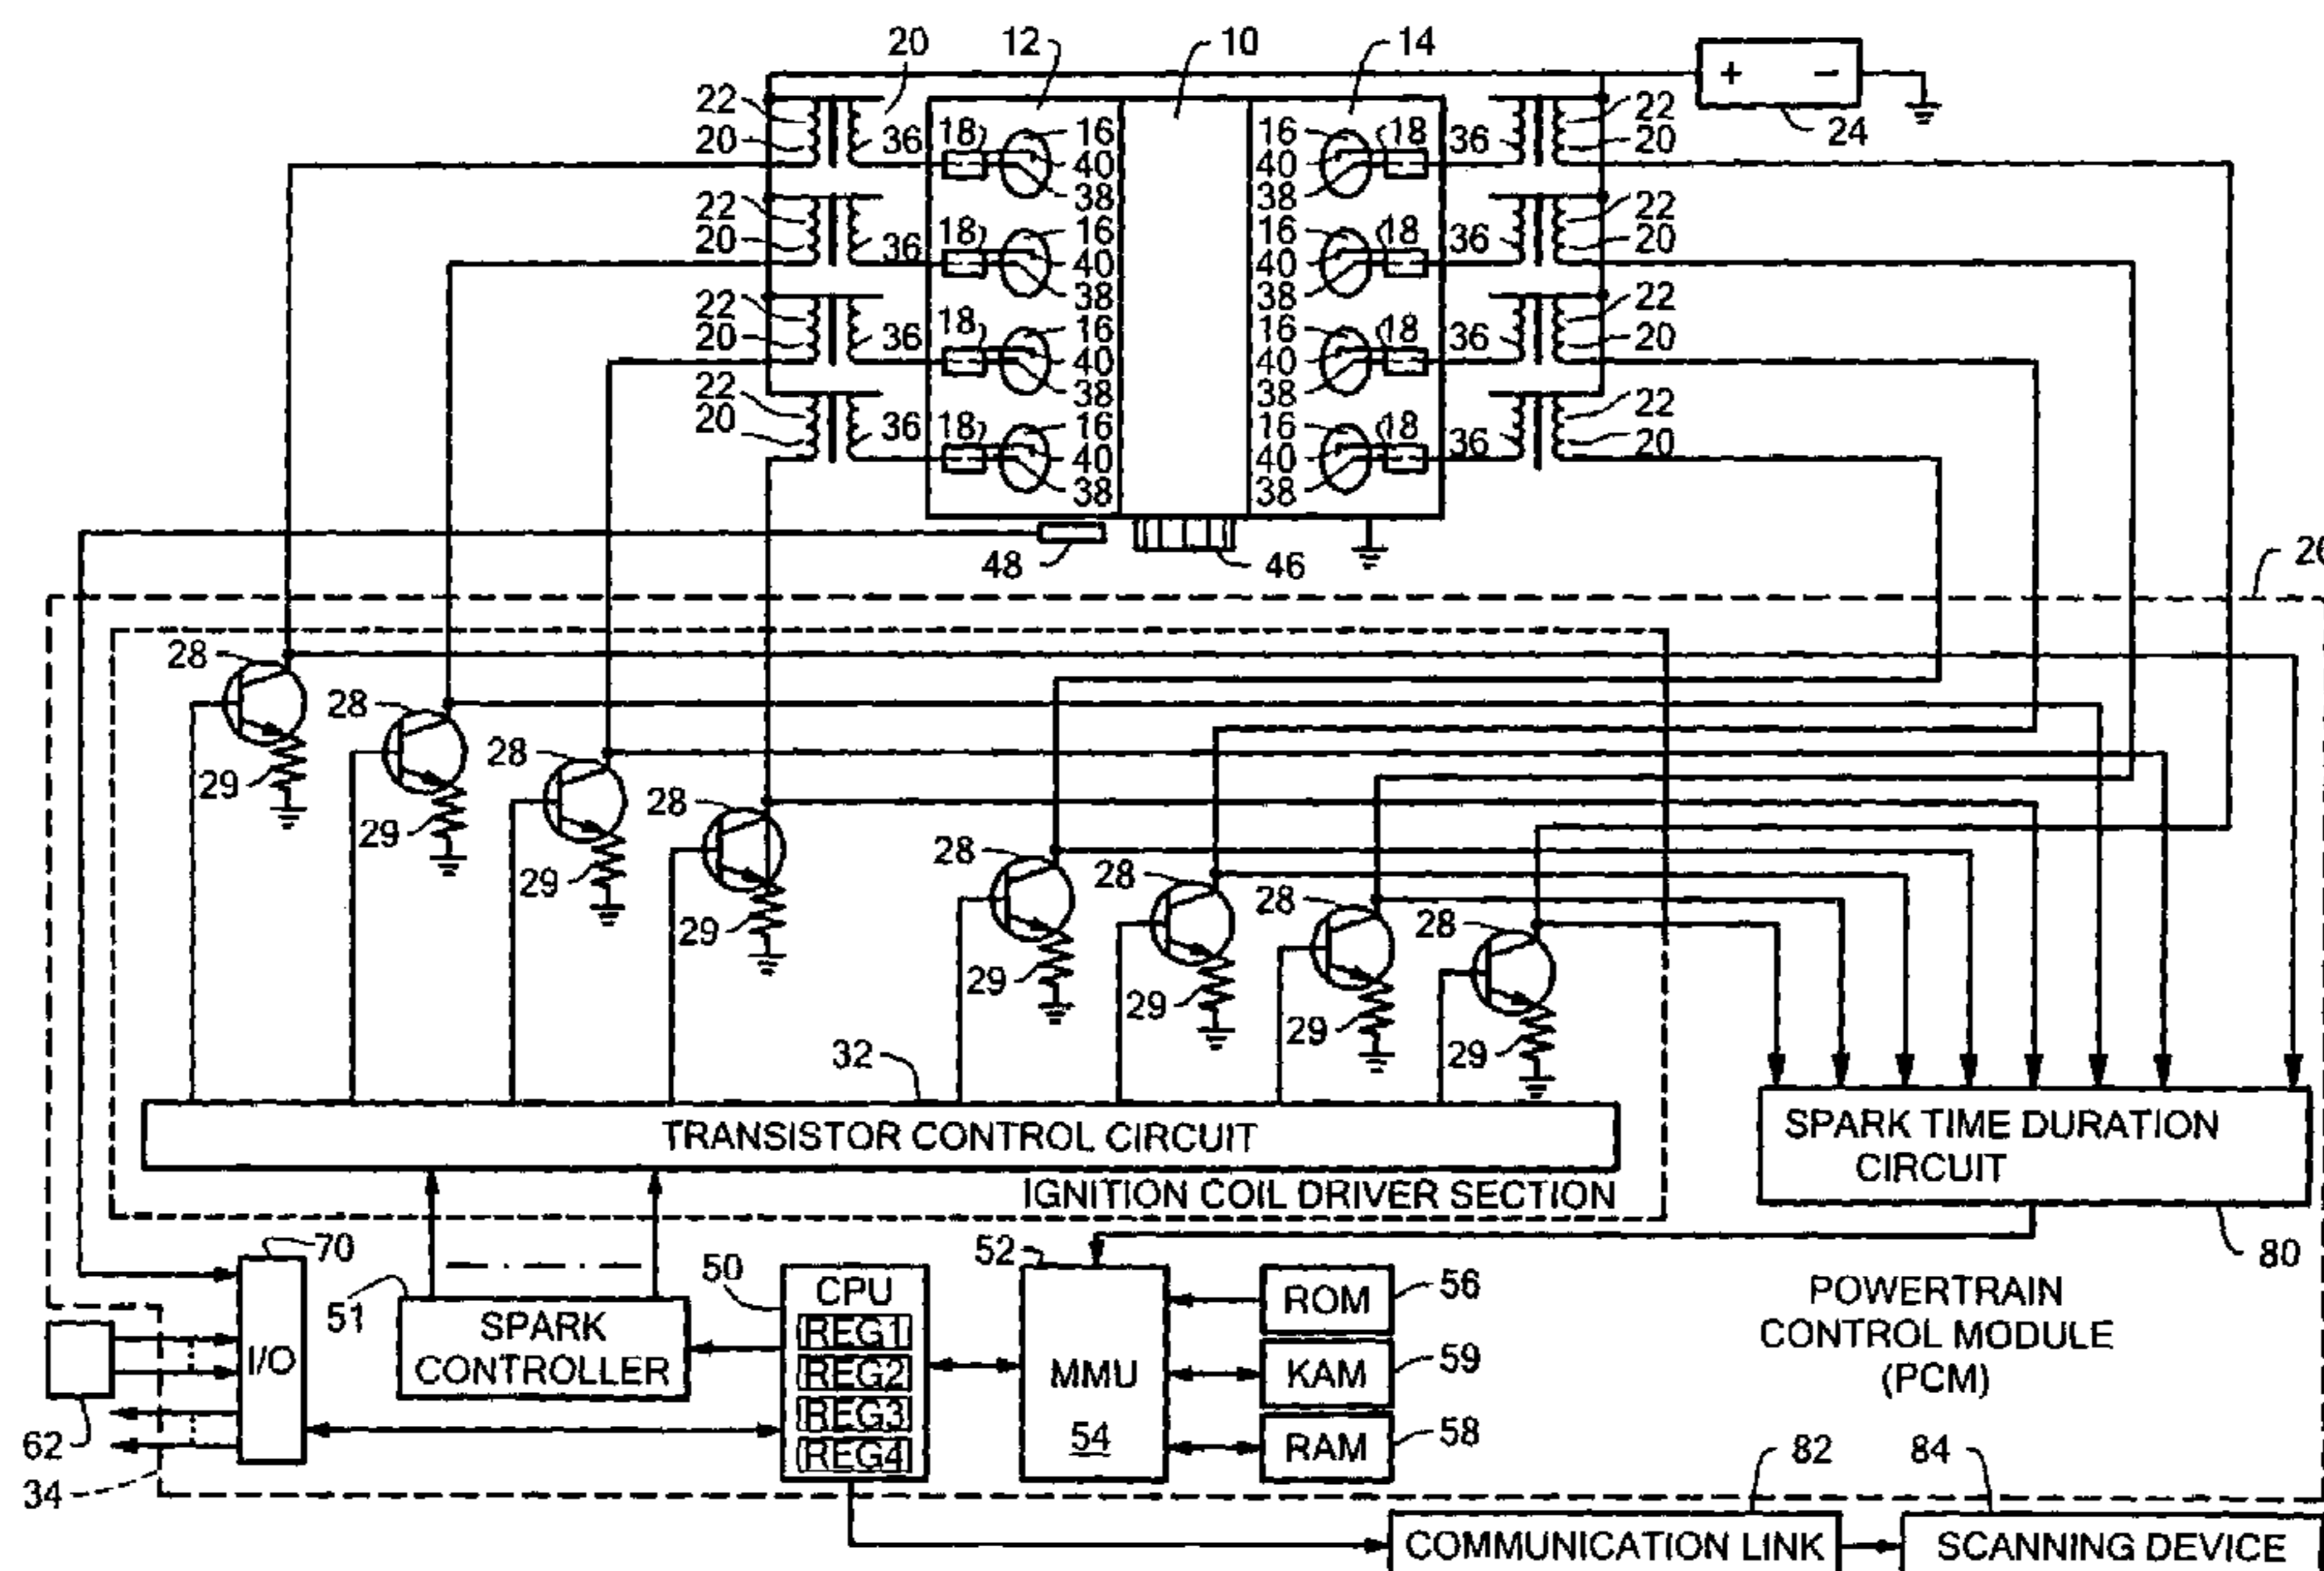 20 12 10 14
+ −
24
22 36 18 16 16 18 36 22
20 40 40 20
38 38
22 36 18 16 16 18 36 22
20 40 40 20
38 38
22 36 18 16 16 18 36 22
20 40 40 20
38 38
22 36 18 16 16 18 36 22
20 40 40 20
38 38
48 46
28
28
29 28
29 28
29 28
29 28
28
29 28
29
29
29
32
TRANSISTOR CONTROL CIRCUIT
IGNITION COIL DRIVER SECTION
SPARK TIME DURATION
CIRCUIT
80
70
51
50
52
I/O
SPARK
CONTROLLER
CPU
REG1
REG2
REG3
REG4
MMU
54
ROM 56
KAM 59
RAM 58
POWERTRAIN
CONTROL MODULE
(PCM)
62
34
82 84
COMMUNICATION LINK SCANNING DEVICE